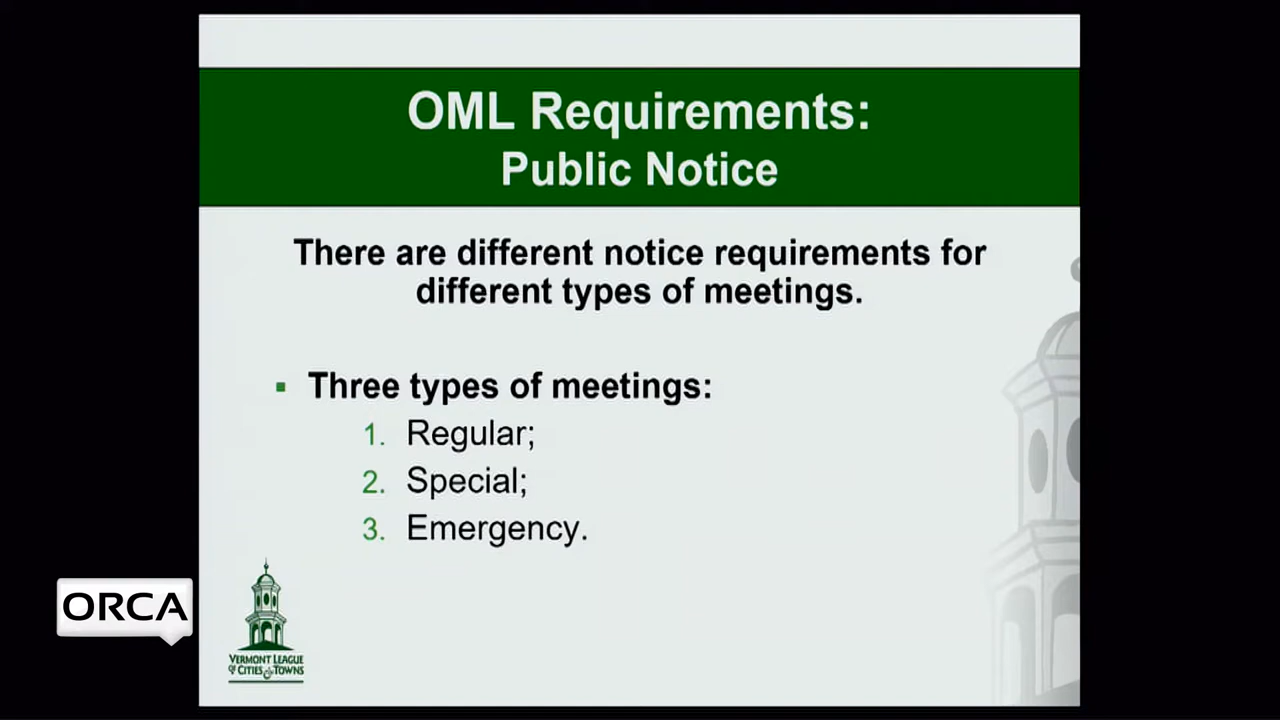 OML Requirements:
Public Notice
There are different notice requirements for
different types of meetings.
Three types of meetings:
1. Regular;
2. Special;
3. Emergency.
ORCA
VERMONT LEAGUE
OF CITIES & TOWNS